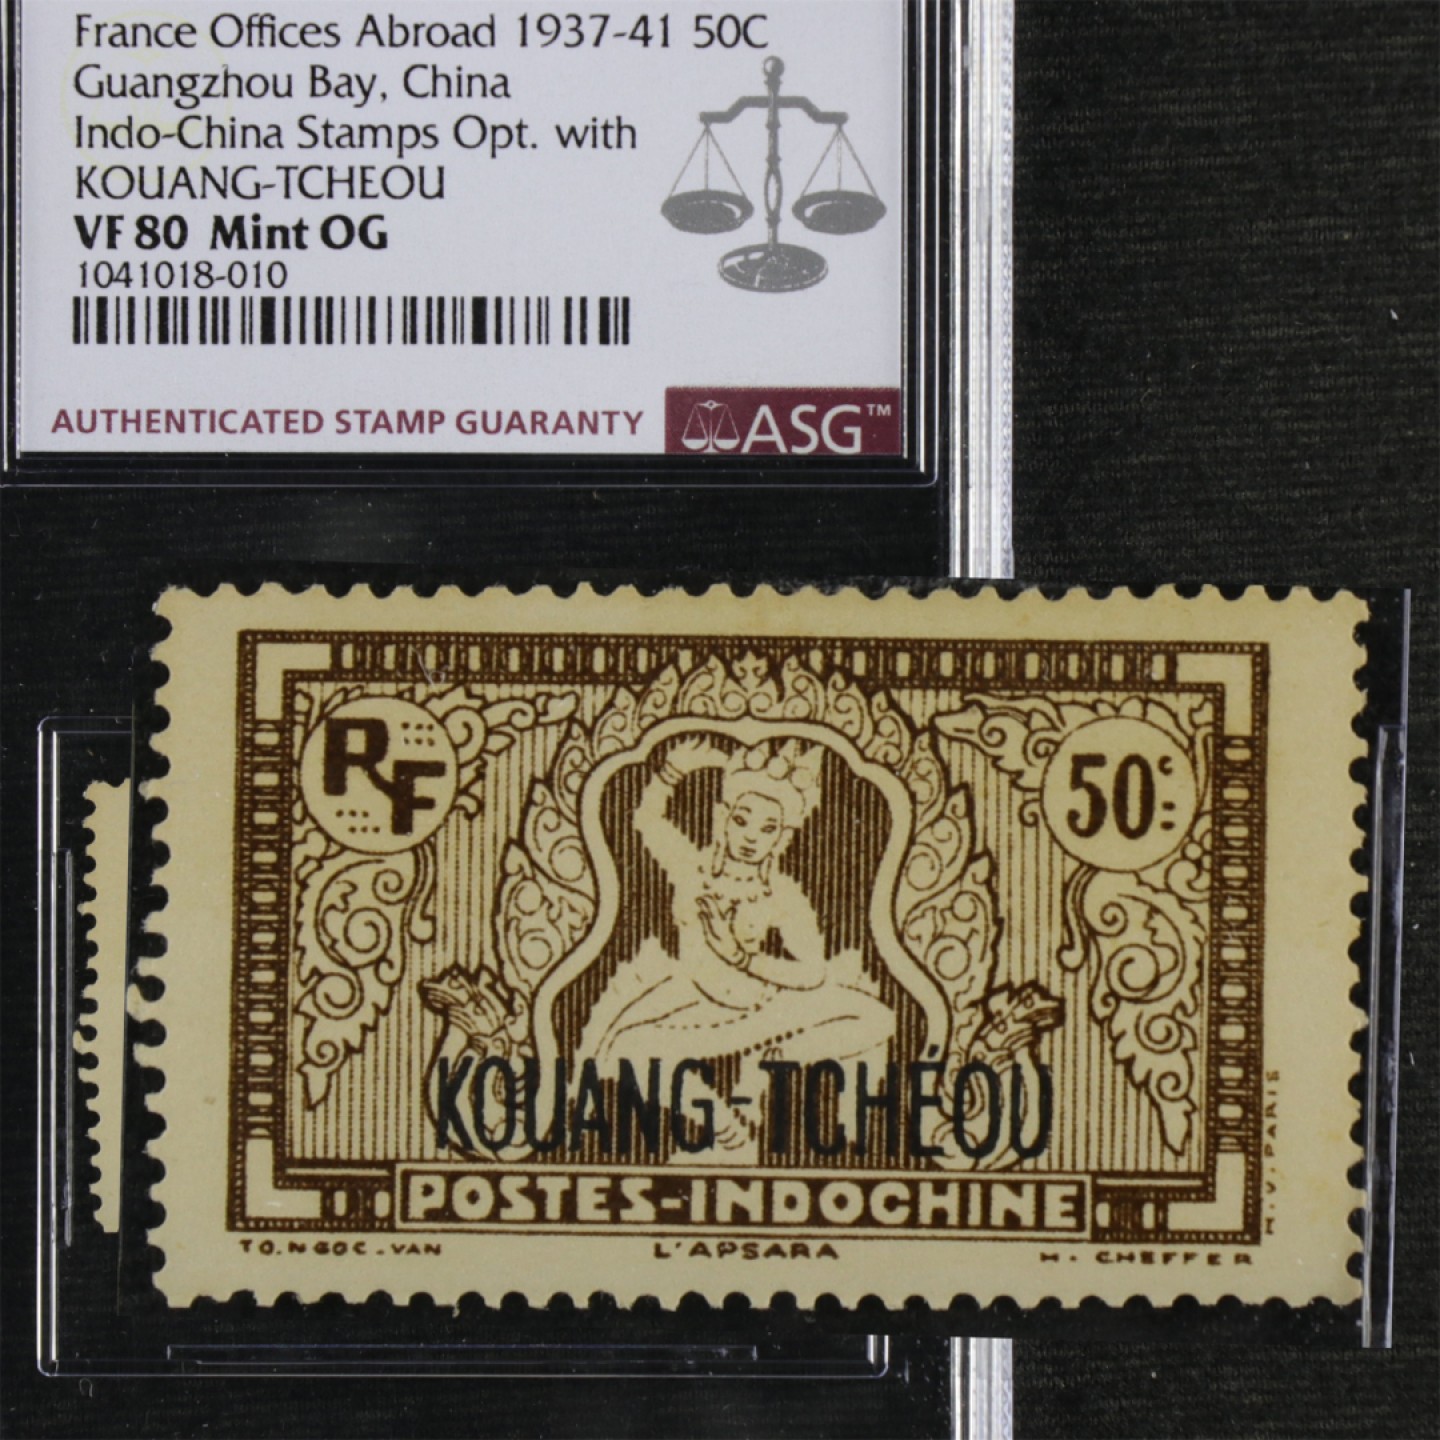 France Offices Abroad 1937-41 50C
Guangzhou Bay, China
Indo-China Stamps Opt. with
KOUANG-TCHEOU
VF 80 Mint OG
1041018-010
AUTHENTICATED STAMP GUARANTY
ASG™
RF
50c
KOUANG-TCHÉOU
POSTES-INDOCHINE
TO.NGOC.VAN
L'APSARA
H. CHEFFER
H.V. PARIS